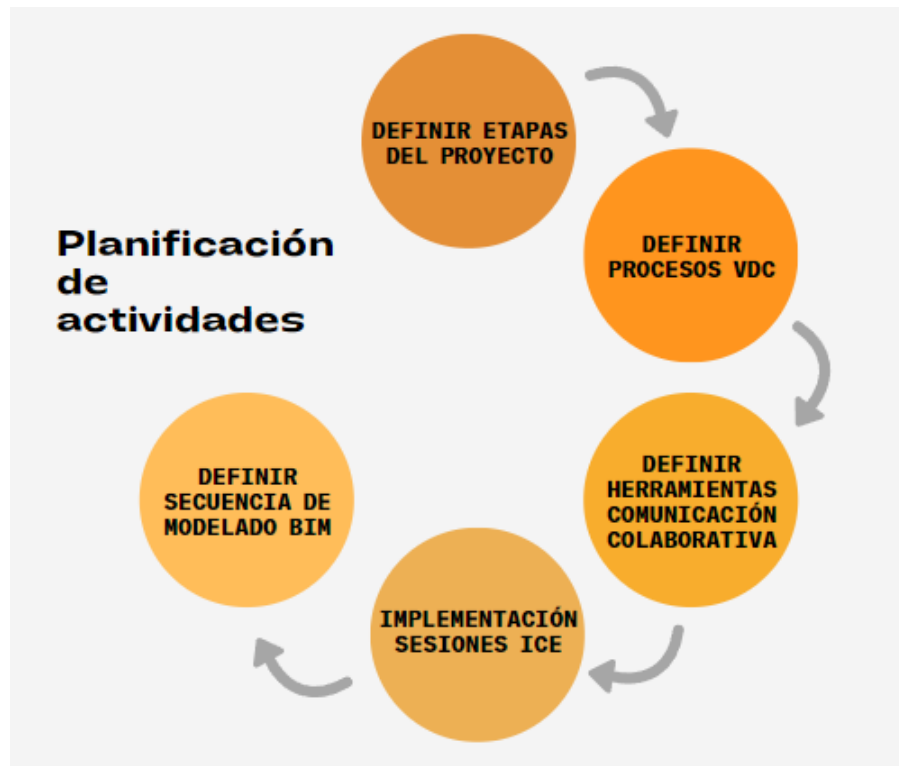 Planificación
de
actividades
DEFINIR ETAPAS
DEL PROYECTO
DEFINIR
PROCESOS VDC
DEFINIR
HERRAMIENTAS
COMUNICACIÓN
COLABORATIVA
IMPLEMENTACIÓN
SESIONES ICE
DEFINIR
SECUENCIA DE
MODELADO BIM